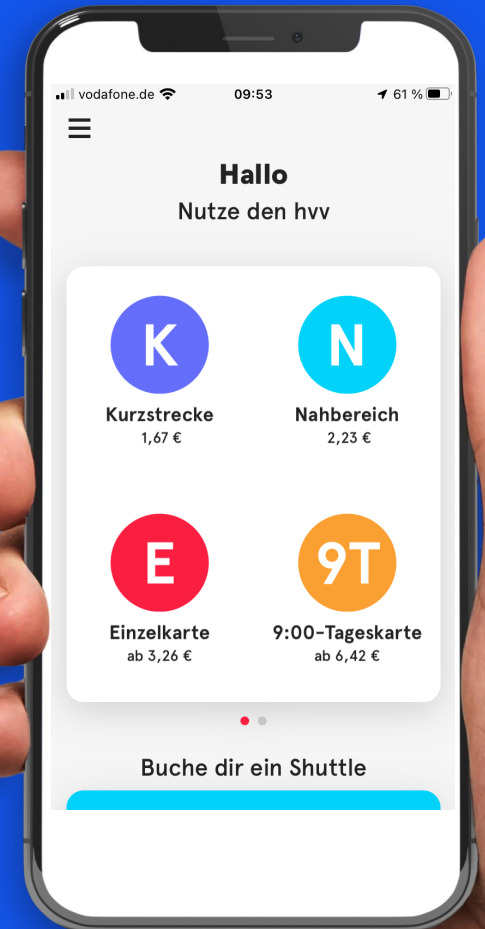 vodafone.de 09:53 61 %
Hallo
Nutze den hvv
K N
Kurzstrecke Nahbereich
1,67 € 2,23 €
E 9T
Einzelkarte 9:00-Tageskarte
ab 3,26 € ab 6,42 €
Buche dir ein Shuttle